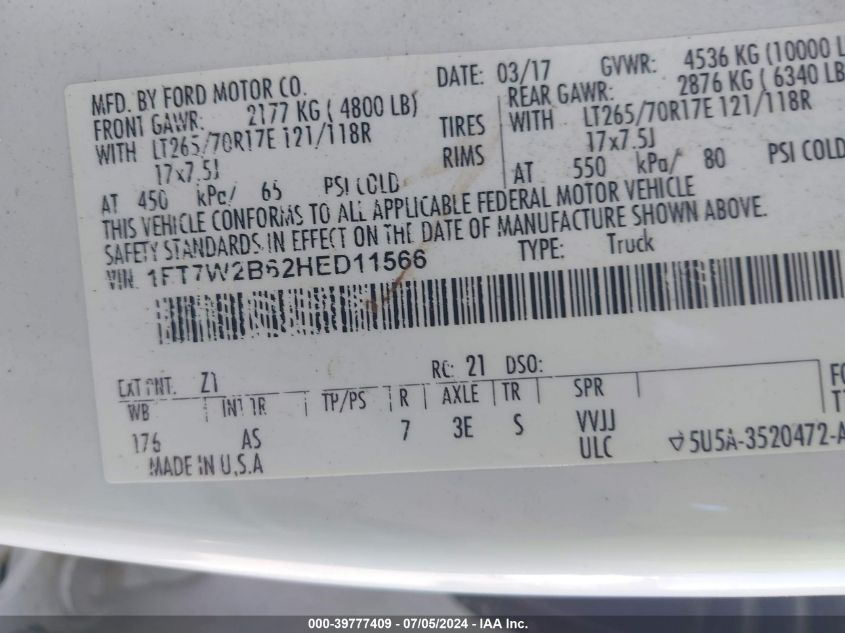 MFD. BY FORD MOTOR CO.
DATE: 03/17 GVWR: 4536 KG (10000 L
FRONT GAWR: 2177 KG ( 4800 LB)
REAR GAWR: 2876 KG ( 6340 LB
WITH LT265/70R17E 121/118R TIRES WITH LT265/70R17E 121/118R
17x7.5J RIMS 17x7.5J
AT 450 kPa/ 65 PSI COLD AT 550 kPa/ 80 PSI COLD
THIS VEHICLE CONFORMS TO ALL APPLICABLE FEDERAL MOTOR VEHICLE
SAFETY STANDARDS IN EFFECT ON THE DATE OF MANUFACTURE SHOWN ABOVE.
VIN: 1FT7W2B62HED11566 TYPE: Truck
EXT PNT: Z1 RC: 21 DSO:
WB INT TR TP/PS R AXLE TR SPR
176 AS 7 3E S VVJJ
ULC 5U5A-3520472-A
MADE IN U.S.A
000-39777409 - 07/05/2024 - IAA Inc.